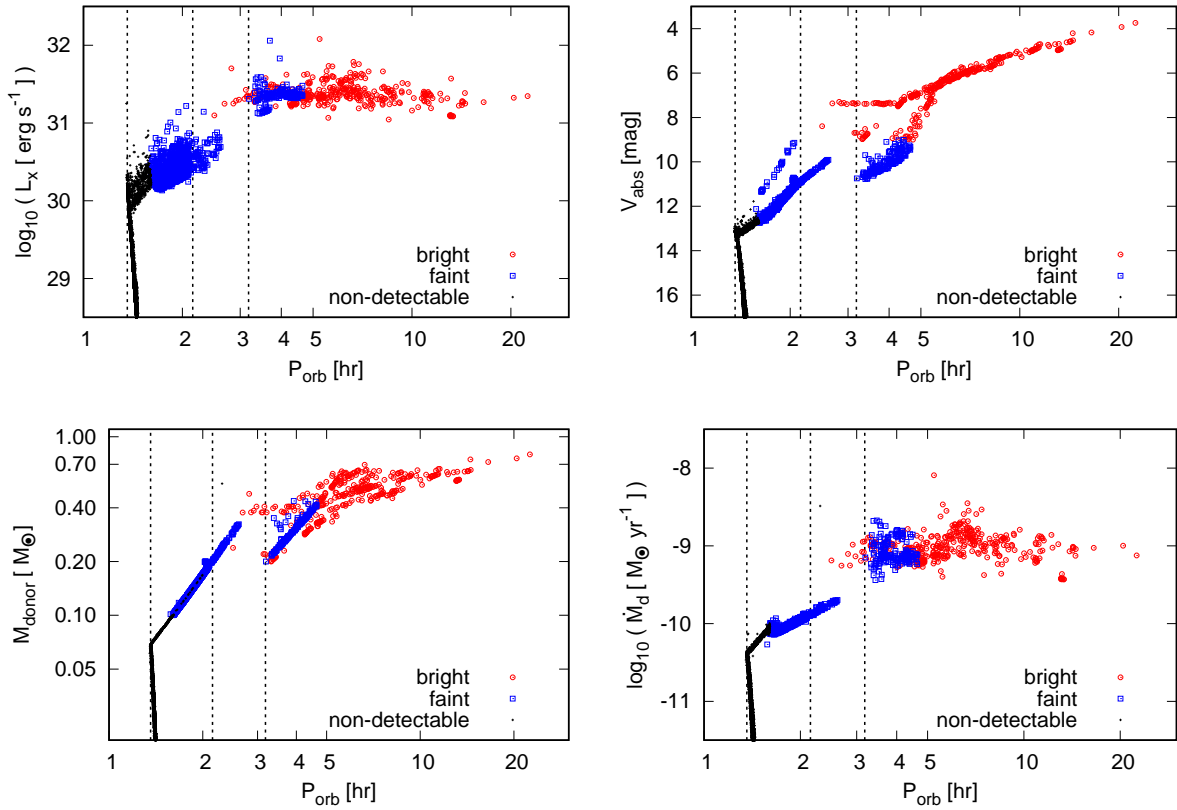 32
31
30
29
log10 ( Lx [ erg s-1 ] )
bright
faint
non-detectable
1 2 3 4 5 10 20
Porb [hr]
4
6
8
10
12
14
16
Vabs [mag]
bright
faint
non-detectable
1 2 3 4 5 10 20
Porb [hr]
1.00
0.70
0.40
0.20
0.10
0.05
Mdonor [ M☉ ]
bright
faint
non-detectable
1 2 3 4 5 10 20
Porb [hr]
-8
-9
-10
-11
log10 ( Ṁd [ M☉ yr-1 ] )
bright
faint
non-detectable
1 2 3 4 5 10 20
Porb [hr]